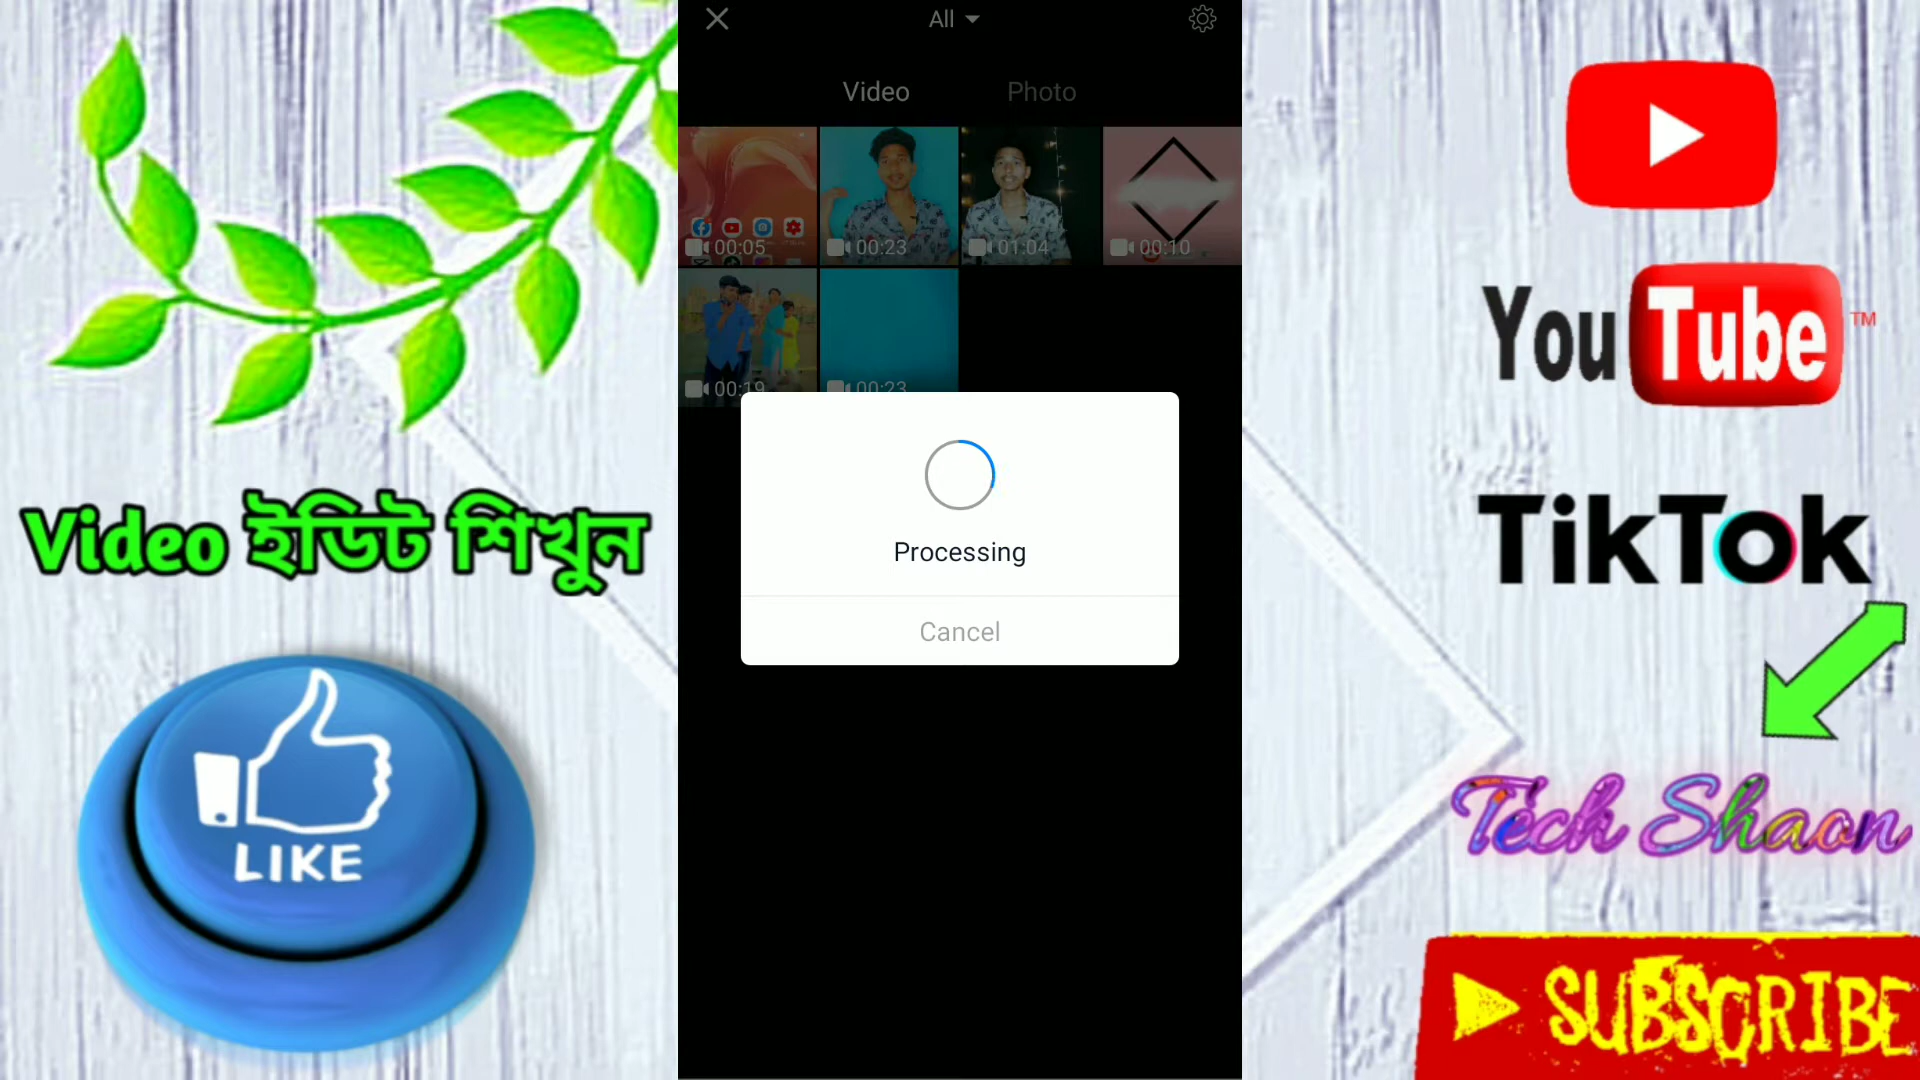 All
Video
Photo
00:05
00:23
01:04
00:10
00:19
00:23
Processing
Cancel
Video ইডিট শিখুন
LIKE
YouTube™
TikTok
Tech Shaon
SUBSCRIBE